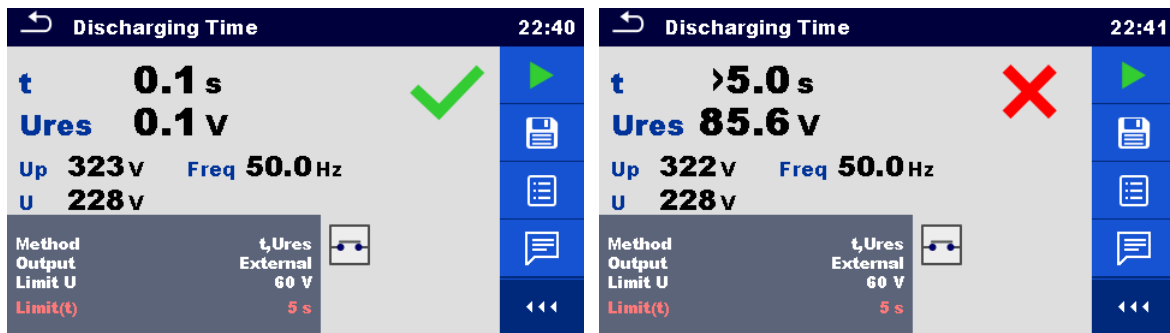 Discharging Time 22:40
t 0.1 s
Ures 0.1 V
Up 323 V Freq 50.0 Hz
U 228 V
Method t,Ures
Output External
Limit U 60 V
Limit(t) 5 s
Discharging Time 22:41
t >5.0 s
Ures 85.6 V
Up 322 V Freq 50.0 Hz
U 228 V
Method t,Ures
Output External
Limit U 60 V
Limit(t) 5 s